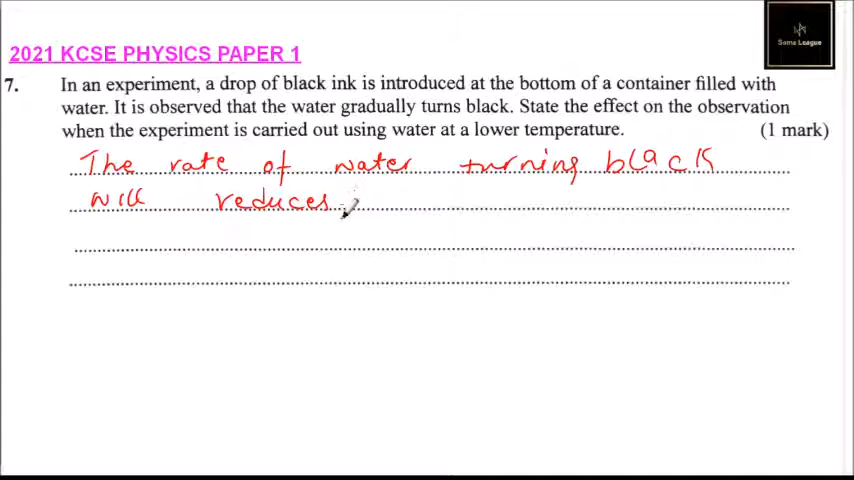 Soma League
2021 KCSE PHYSICS PAPER 1
7. In an experiment, a drop of black ink is introduced at the bottom of a container filled with
water. It is observed that the water gradually turns black. State the effect on the observation
when the experiment is carried out using water at a lower temperature. (1 mark)
The rate of water turning black
will reduces